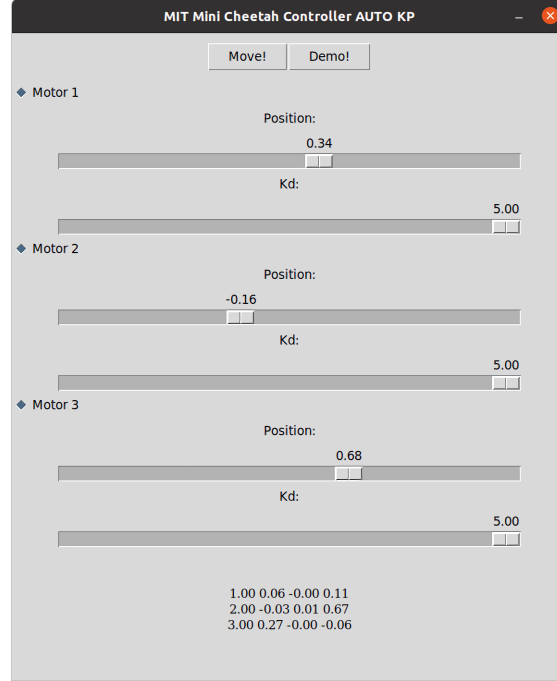 MIT Mini Cheetah Controller AUTO KP
Move! Demo!
Motor 1
Position:
0.34
Kd:
5.00
Motor 2
Position:
-0.16
Kd:
5.00
Motor 3
Position:
0.68
Kd:
5.00
1.00 0.06 -0.00 0.11
2.00 -0.03 0.01 0.67
3.00 0.27 -0.00 -0.06